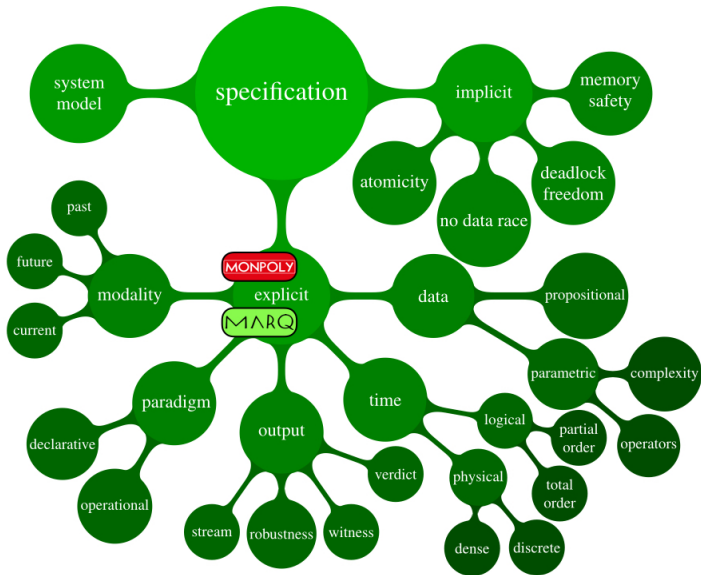 system
model
specification
implicit
memory
safety
atomicity
no data race
deadlock
freedom
past
future
current
modality
MONPOLY
explicit
MARQ
data
propositional
parametric
complexity
operators
paradigm
declarative
operational
output
stream
robustness
witness
verdict
time
logical
partial
order
total
order
physical
dense
discrete